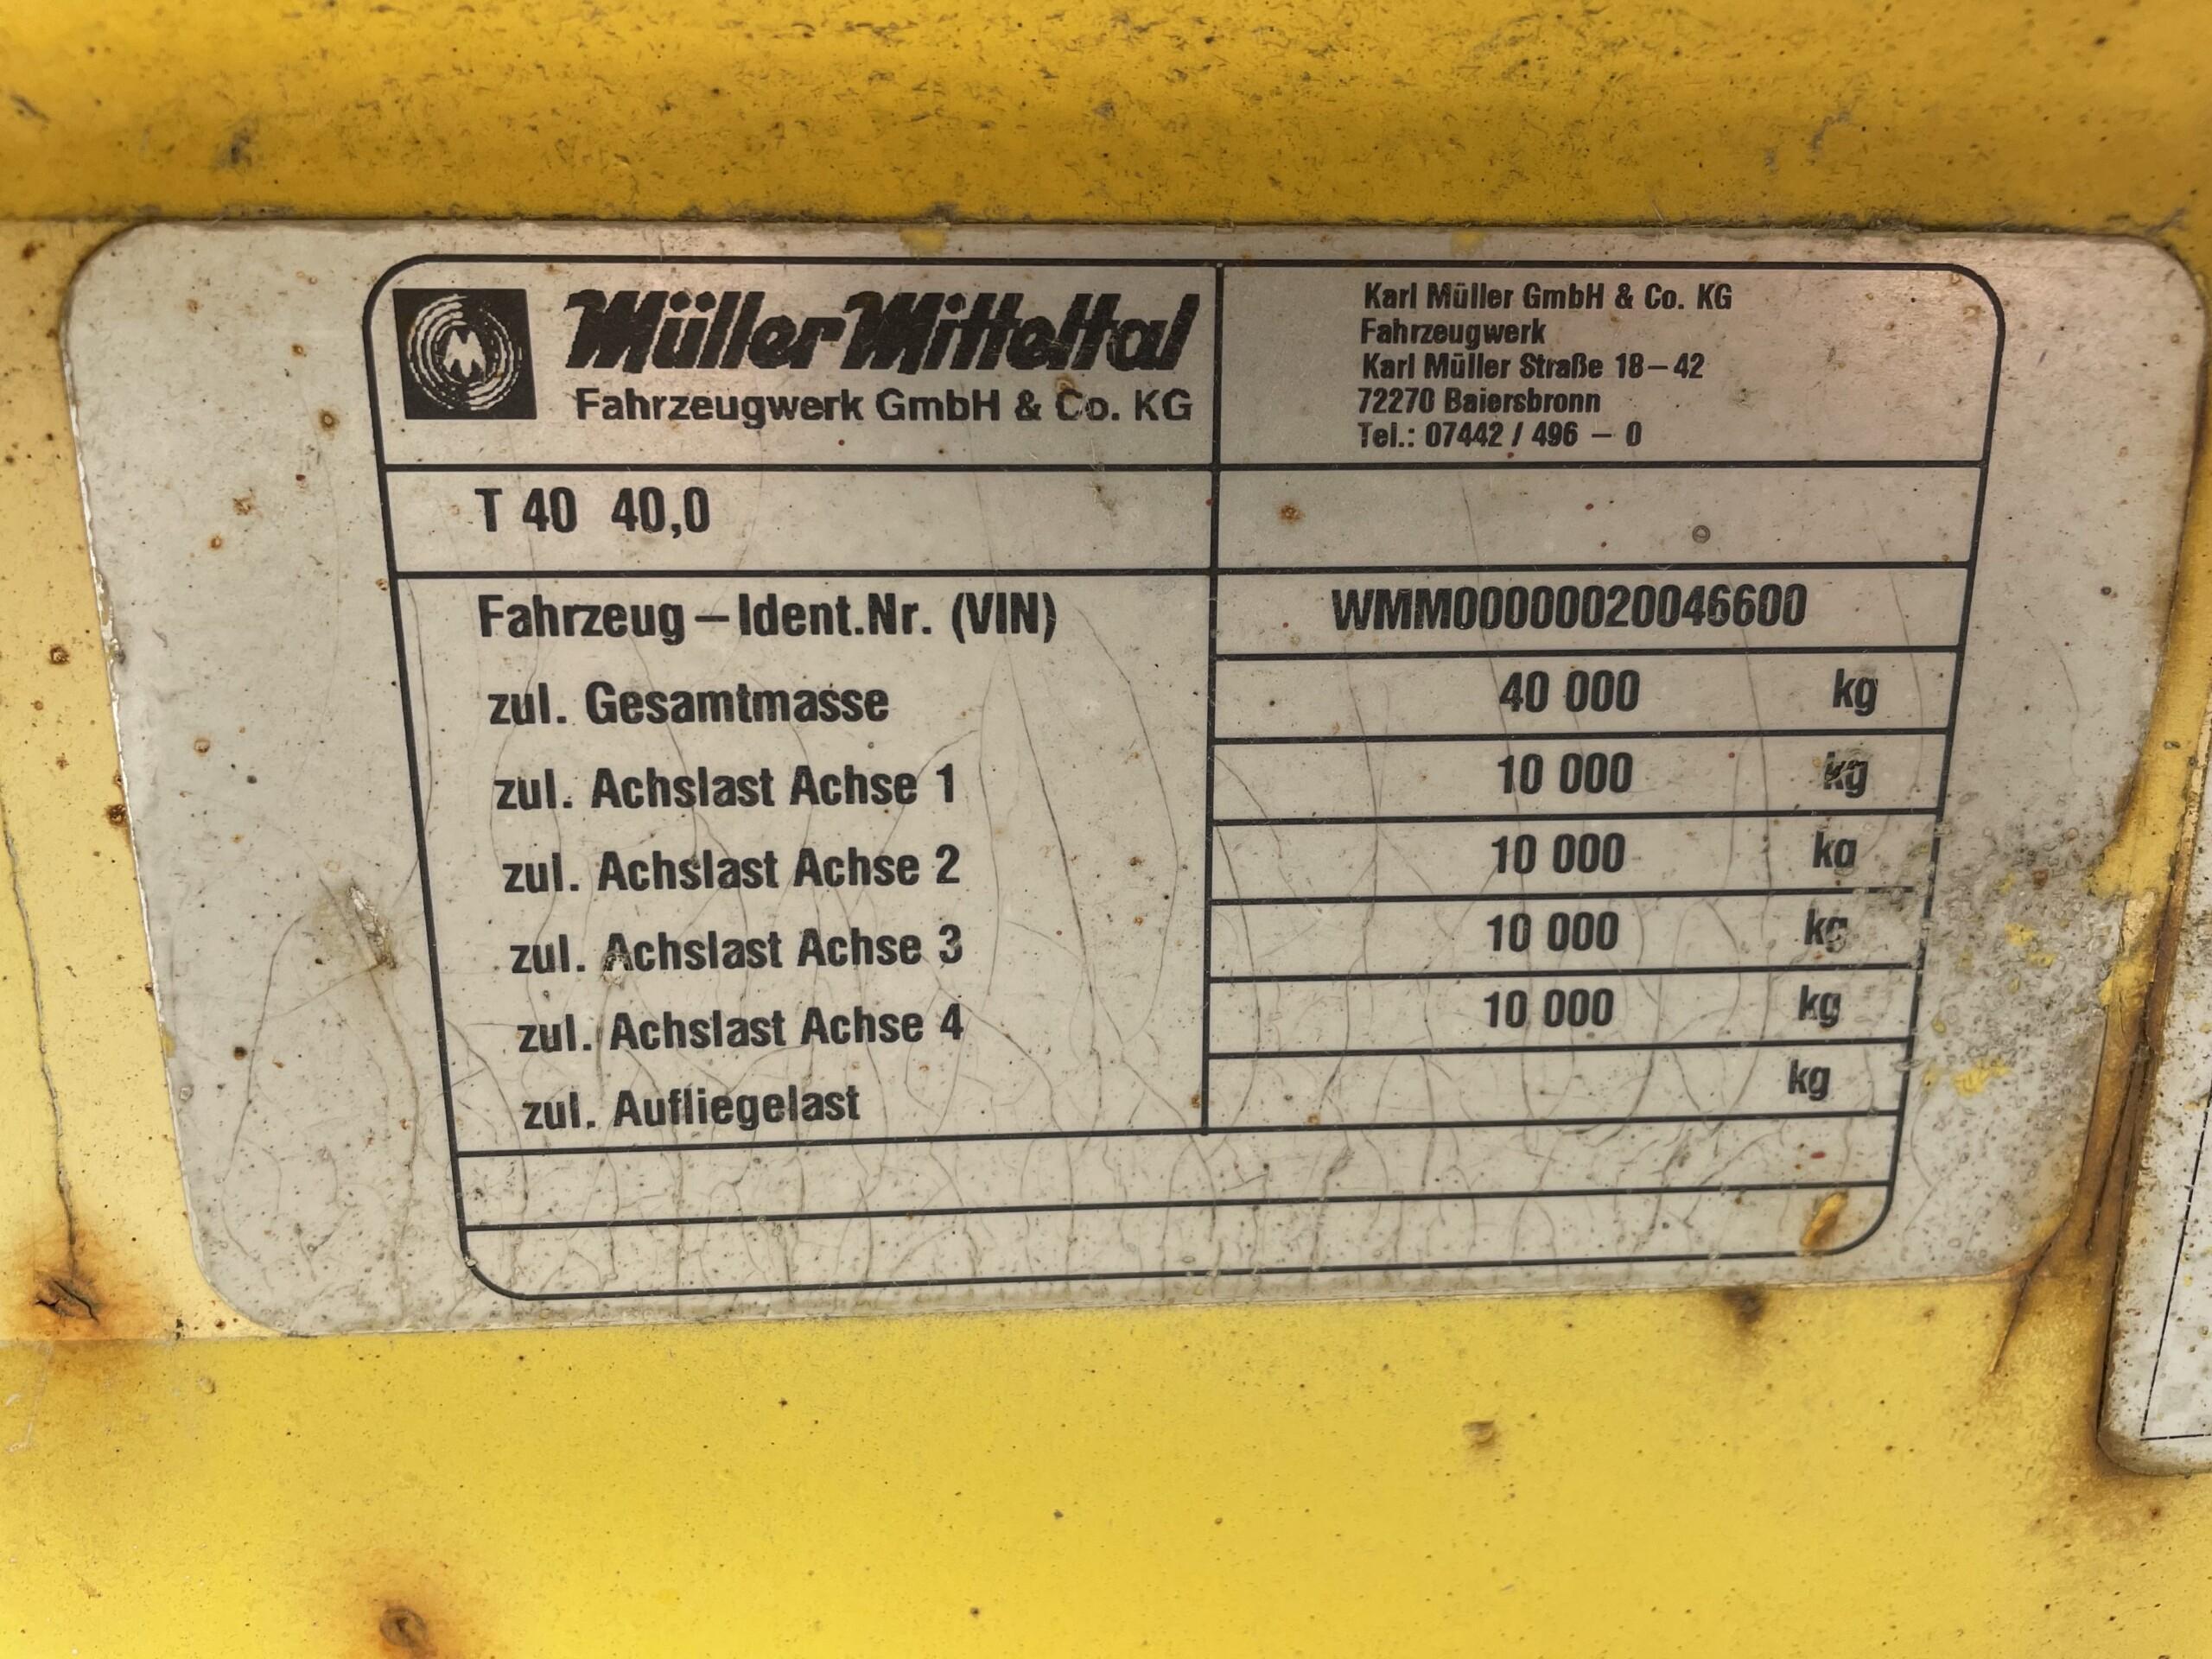 Müller Mitteltal
Fahrzeugwerk GmbH & Co. KG
Karl Müller GmbH & Co. KG
Fahrzeugwerk
Karl Müller Straße 18–42
72270 Baiersbronn
Tel.: 07442 / 496 – 0
T 40 40,0
Fahrzeug – Ident.Nr. (VIN) WMM00000020046600
zul. Gesamtmasse 40 000 kg
zul. Achslast Achse 1 10 000 kg
zul. Achslast Achse 2 10 000 kg
zul. Achslast Achse 3 10 000 kg
zul. Achslast Achse 4 10 000 kg
zul. Aufliegelast kg